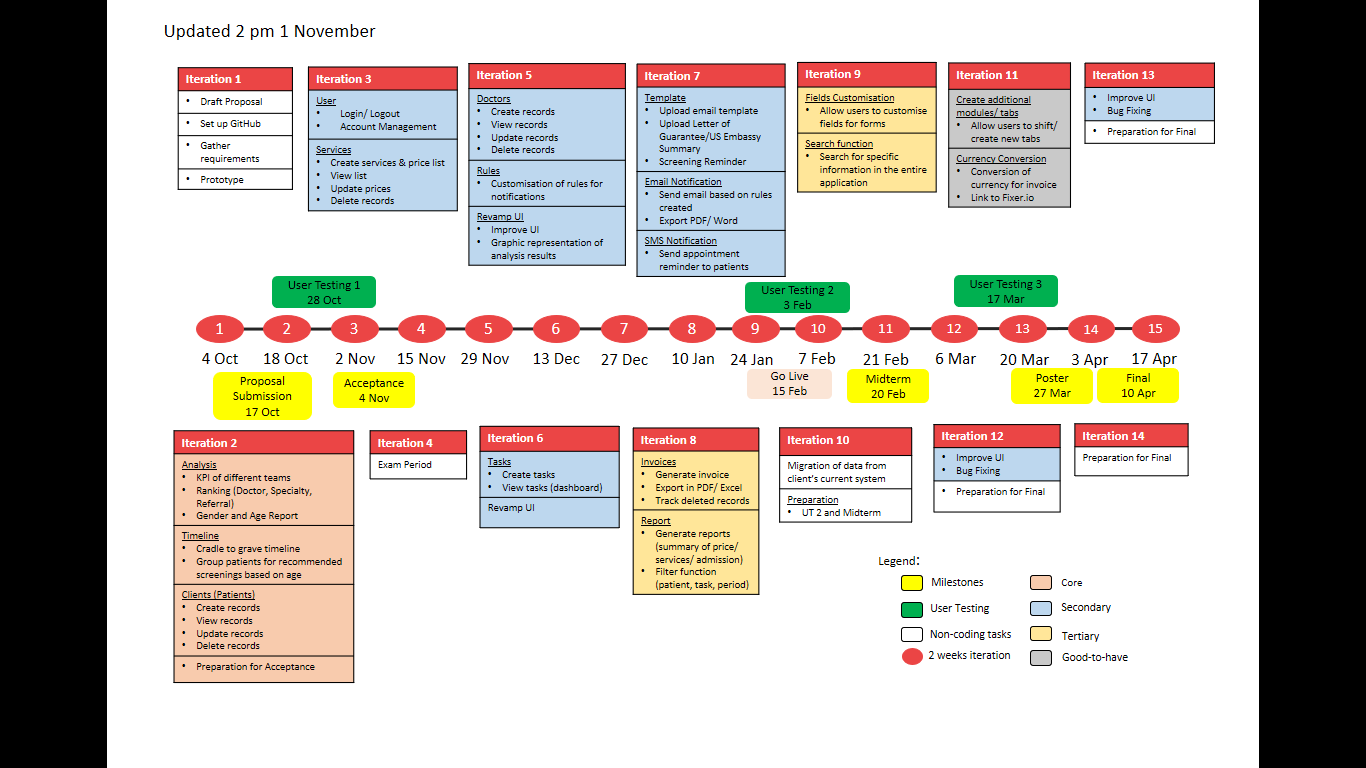 Updated 2 pm 1 November
Iteration 1
• Draft Proposal
• Set up GitHub
• Gather
requirements
• Prototype
Iteration 3
User
• Login/ Logout
• Account Management
Services
• Create services & price list
• View list
• Update prices
• Delete records
Iteration 5
Doctors
• Create records
• View records
• Update records
• Delete records
Rules
• Customisation of rules for
notifications
Revamp UI
• Improve UI
• Graphic representation of
analysis results
Iteration 7
Template
• Upload email template
• Upload Letter of
Guarantee/US Embassy
Summary
• Screening Reminder
Email Notification
• Send email based on rules
created
• Export PDF/ Word
SMS Notification
• Send appointment
reminder to patients
Iteration 9
Fields Customisation
• Allow users to customise
fields for forms
Search function
• Search for specific
information in the entire
application
Iteration 11
Create additional
modules/ tabs
• Allow users to shift/
create new tabs
Currency Conversion
• Conversion of
currency for invoice
• Link to Fixer.io
Iteration 13
• Improve UI
• Bug Fixing
• Preparation for Final
User Testing 1
28 Oct
User Testing 2
3 Feb
User Testing 3
17 Mar
1 2 3 4 5 6 7 8 9 10 11 12 13 14 15
4 Oct 18 Oct 2 Nov 15 Nov 29 Nov 13 Dec 27 Dec 10 Jan 24 Jan 7 Feb 21 Feb 6 Mar 20 Mar 3 Apr 17 Apr
Proposal
Submission
17 Oct
Acceptance
4 Nov
Go Live
15 Feb
Midterm
20 Feb
Poster
27 Mar
Final
10 Apr
Iteration 2
Analysis
• KPI of different teams
• Ranking (Doctor, Specialty,
Referral)
• Gender and Age Report
Timeline
• Cradle to grave timeline
• Group patients for recommended
screenings based on age
Clients (Patients)
• Create records
• View records
• Update records
• Delete records
• Preparation for Acceptance
Iteration 4
Exam Period
Iteration 6
Tasks
• Create tasks
• View tasks (dashboard)
Revamp UI
Iteration 8
Invoices
• Generate invoice
• Export in PDF/ Excel
• Track deleted records
Report
• Generate reports
(summary of price/
services/ admission)
• Filter function
(patient, task, period)
Iteration 10
Migration of data from
client's current system
Preparation
• UT 2 and Midterm
Iteration 12
• Improve UI
• Bug Fixing
• Preparation for Final
Iteration 14
Preparation for Final
Legend:
Milestones
Core
User Testing
Secondary
Non-coding tasks
Tertiary
2 weeks iteration
Good-to-have